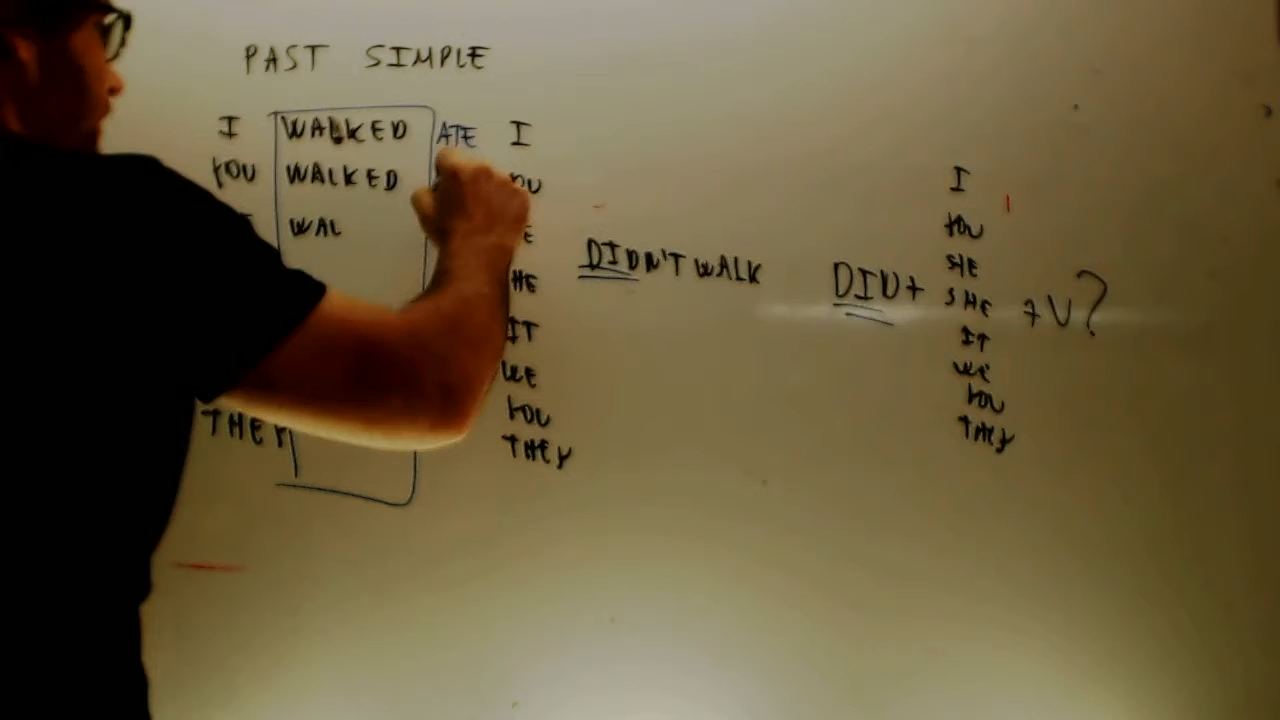 PAST SIMPLE
I WALKED ATE I
YOU WALKED
WAL
HE
IT
WE
YOU
THEY
THEY
DIDN'T WALK
DID +
I
YOU
SHE
IT
WE
YOU
THEY
+ V?